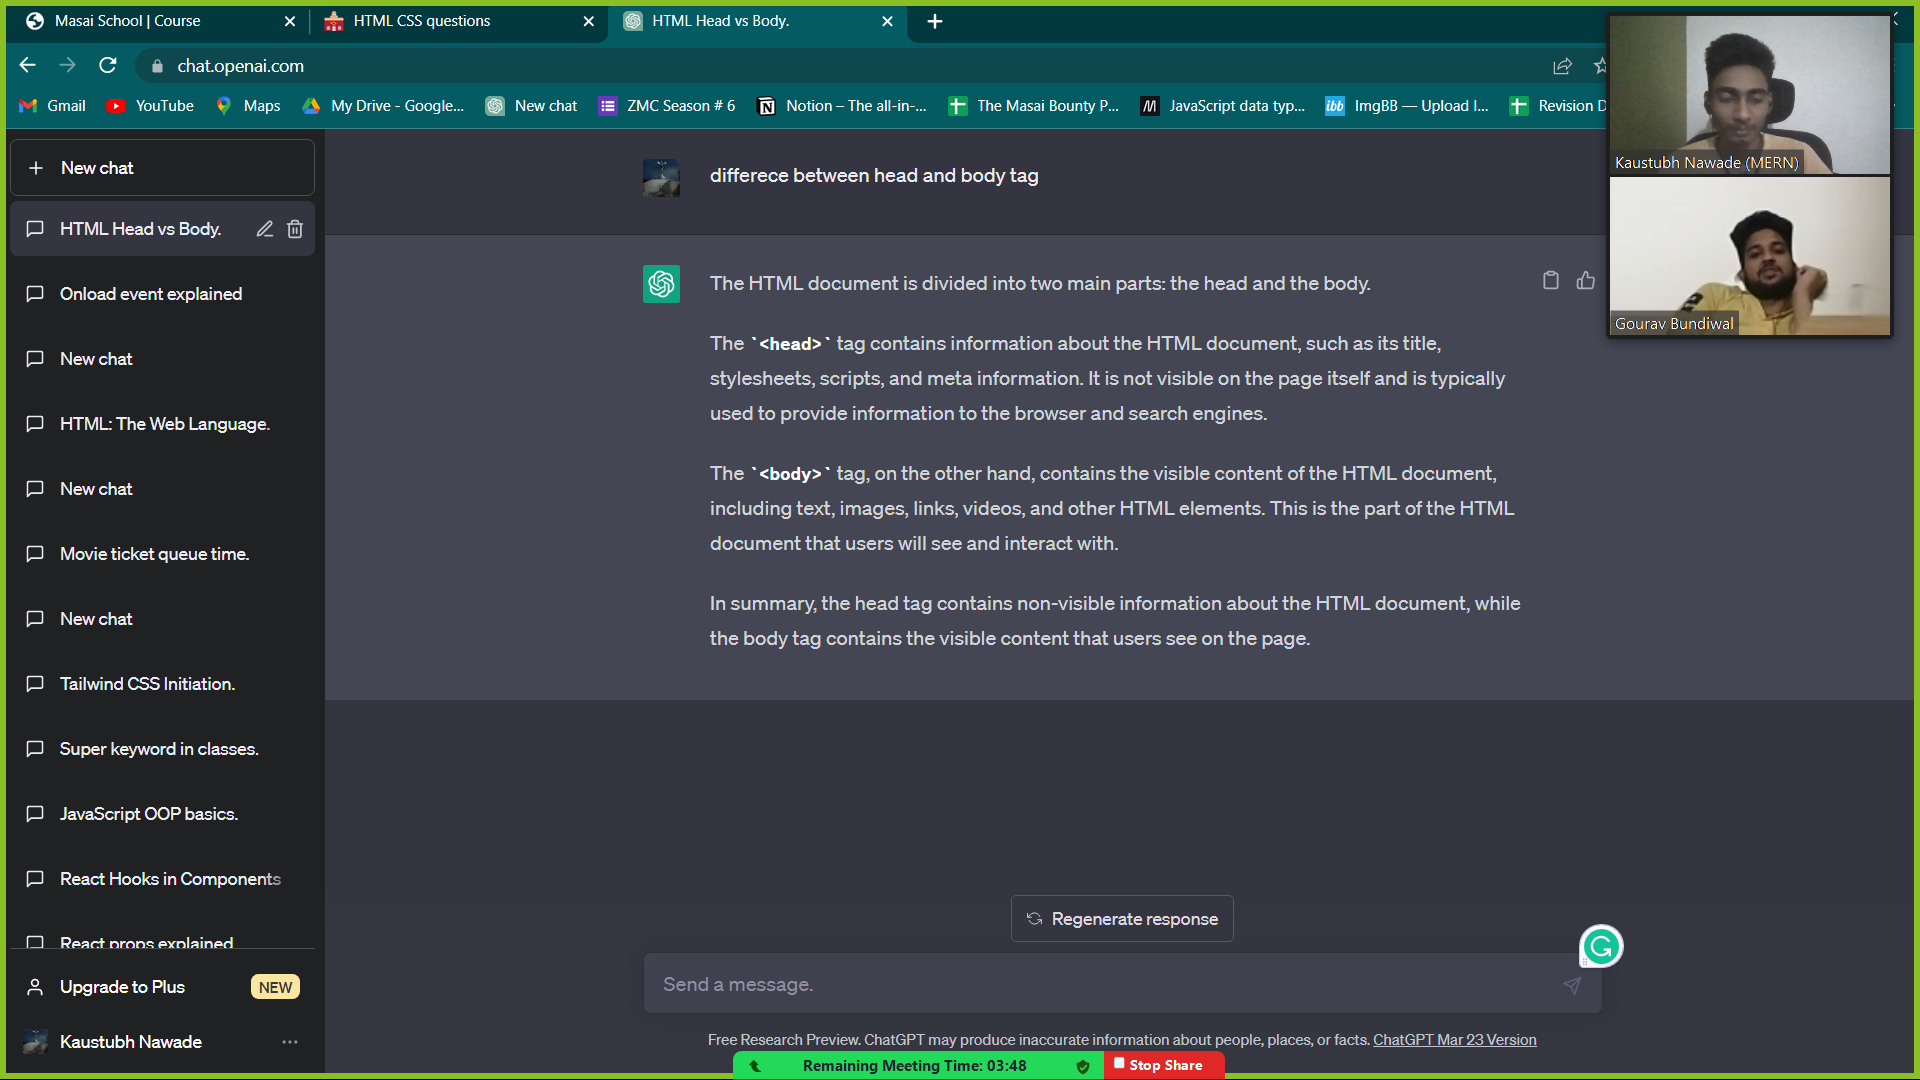 Masai School | Course
HTML CSS questions
HTML Head vs Body.
chat.openai.com
Gmail
YouTube
Maps
My Drive - Google...
New chat
ZMC Season # 6
Notion – The all-in-...
The Masai Bounty P...
JavaScript data typ...
ibb
ImgBB — Upload I...
Revision D
Kaustubh Nawade (MERN)
Gourav Bundiwal
New chat
HTML Head vs Body.
Onload event explained
New chat
HTML: The Web Language.
New chat
Movie ticket queue time.
New chat
Tailwind CSS Initiation.
Super keyword in classes.
JavaScript OOP basics.
React Hooks in Components
React props explained
Upgrade to Plus
NEW
Kaustubh Nawade
differece between head and body tag
The HTML document is divided into two main parts: the head and the body.
The `<head>` tag contains information about the HTML document, such as its title,
stylesheets, scripts, and meta information. It is not visible on the page itself and is typically
used to provide information to the browser and search engines.
The `<body>` tag, on the other hand, contains the visible content of the HTML document,
including text, images, links, videos, and other HTML elements. This is the part of the HTML
document that users will see and interact with.
In summary, the head tag contains non-visible information about the HTML document, while
the body tag contains the visible content that users see on the page.
Regenerate response
Send a message.
Free Research Preview. ChatGPT may produce inaccurate information about people, places, or facts. ChatGPT Mar 23 Version
Remaining Meeting Time: 03:48
Stop Share